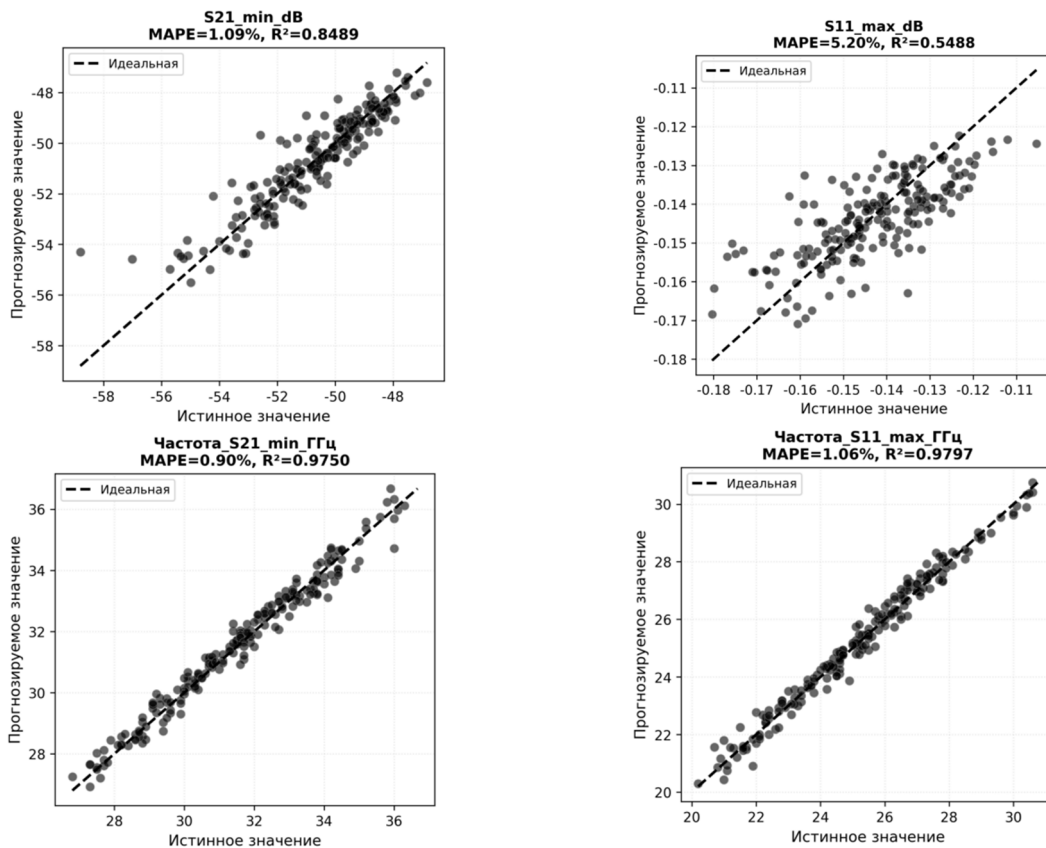 S21_min_dB
MAPE=1.09%, R²=0.8489
Идеальная
-48
-50
-52
-54
-56
-58
Прогнозируемое значение
-58
-56
-54
-52
-50
-48
Истинное значение
S11_max_dB
MAPE=5.20%, R²=0.5488
Идеальная
-0.11
-0.12
-0.13
-0.14
-0.15
-0.16
-0.17
-0.18
Прогнозируемое значение
-0.18
-0.17
-0.16
-0.15
-0.14
-0.13
-0.12
-0.11
Истинное значение
Частота_S21_min_ГГц
MAPE=0.90%, R²=0.9750
Идеальная
36
34
32
30
28
Прогнозируемое значение
28
30
32
34
36
Истинное значение
Частота_S11_max_ГГц
MAPE=1.06%, R²=0.9797
Идеальная
30
28
26
24
22
20
Прогнозируемое значение
20
22
24
26
28
30
Истинное значение